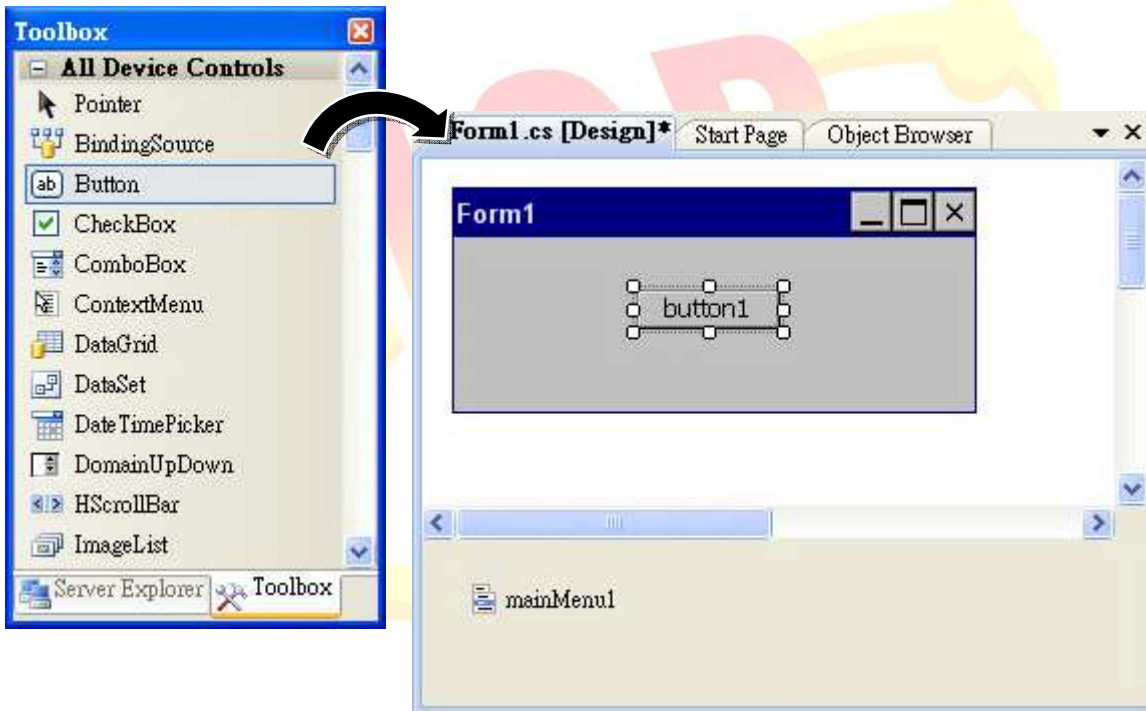 Toolbox
All Device Controls
Pointer
BindingSource
ab Button
CheckBox
ComboBox
ContextMenu
DataGrid
DataSet
DateTimePicker
DomainUpDown
HScrollBar
ImageList
Server Explorer Toolbox
Form1.cs [Design]* Start Page Object Browser
Form1
button1
mainMenu1